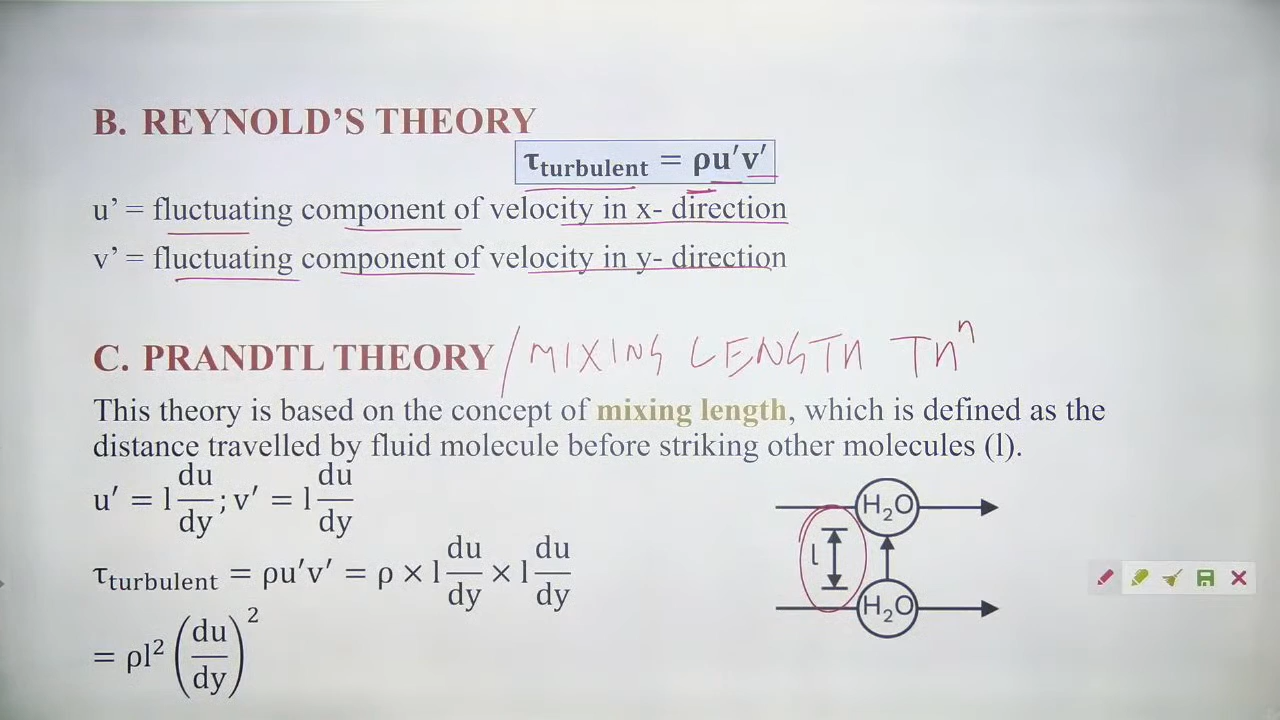 B. REYNOLD'S THEORY
τturbulent = ρu′v′
u' = fluctuating component of velocity in x- direction
v' = fluctuating component of velocity in y- direction
C. PRANDTL THEORY / MIXING LENGTH THⁿ
This theory is based on the concept of mixing length, which is defined as the
distance travelled by fluid molecule before striking other molecules (l).
u′ = l du/dy ; v′ = l du/dy
τturbulent = ρu′v′ = ρ × l du/dy × l du/dy
= ρl² (du/dy)²
H₂O
l
H₂O